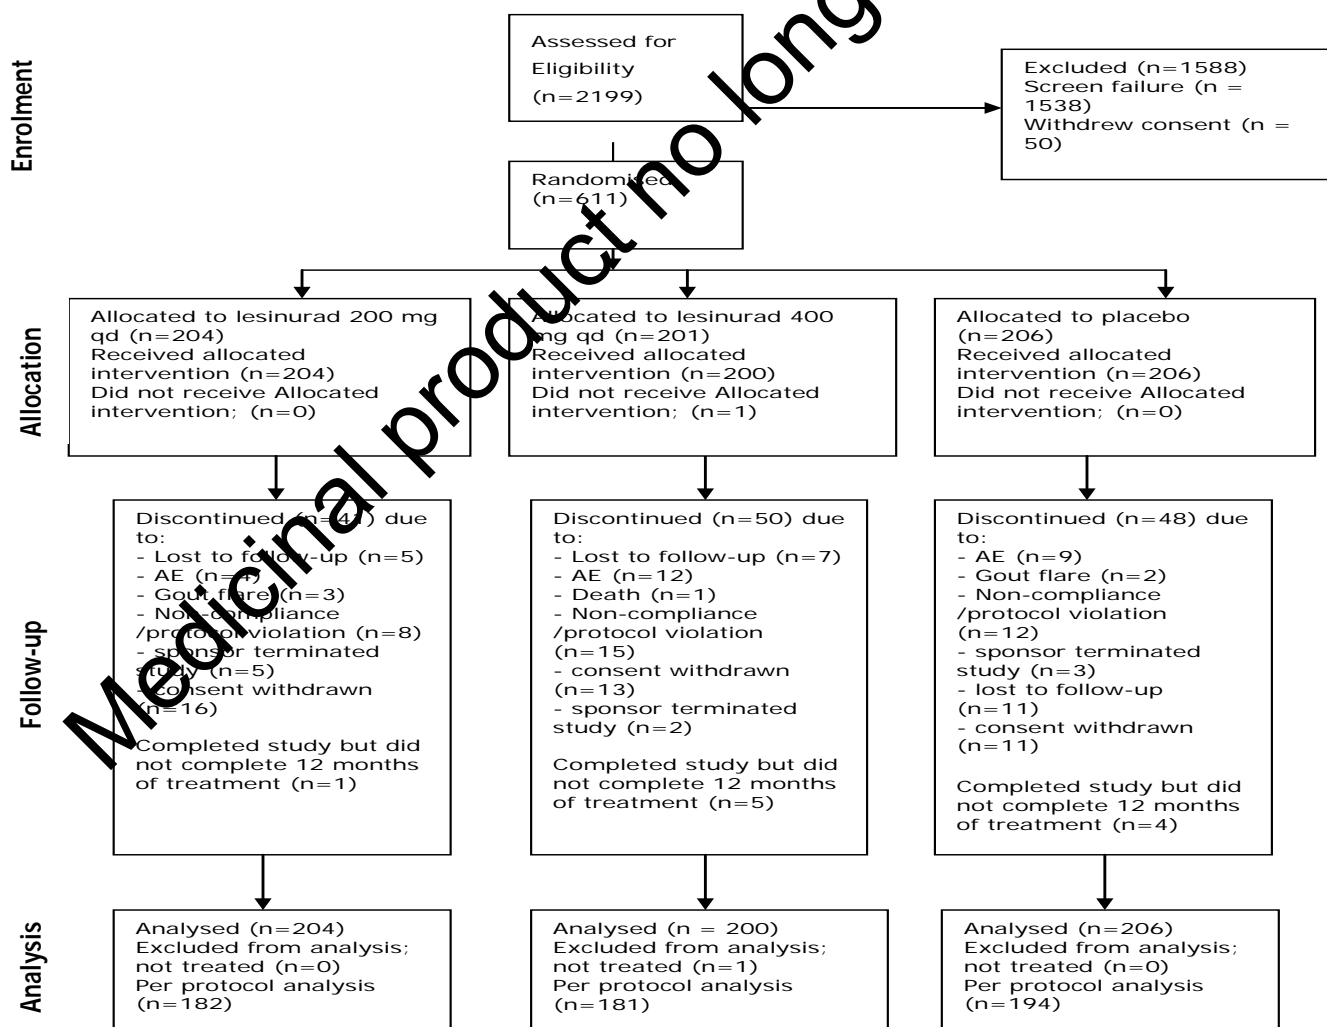 Enrolment
Assessed for
Eligibility
(n=2199)
Excluded (n=1588)
Screen failure (n =
1538)
Withdrew consent (n =
50)
Randomised
(n=611)
Allocation
Allocated to lesinurad 200 mg
qd (n=204)
Received allocated
intervention (n=204)
Did not receive Allocated
intervention; (n=0)
Allocated to lesinurad 400
mg qd (n=201)
Received allocated
intervention (n=200)
Did not receive Allocated
intervention; (n=1)
Allocated to placebo
(n=206)
Received allocated
intervention (n=206)
Did not receive Allocated
intervention; (n=0)
Follow-up
Discontinued (n=41) due
to:
- Lost to follow-up (n=5)
- AE (n=4)
- Gout flare (n=3)
- Non-compliance
/protocol violation (n=8)
- sponsor terminated
study (n=5)
- consent withdrawn
(n=16)
Completed study but did
not complete 12 months
of treatment (n=1)
Discontinued (n=50) due
to:
- Lost to follow-up (n=7)
- AE (n=12)
- Death (n=1)
- Non-compliance
/protocol violation
(n=15)
- consent withdrawn
(n=13)
- sponsor terminated
study (n=2)
Completed study but did
not complete 12 months
of treatment (n=5)
Discontinued (n=48) due
to:
- AE (n=9)
- Gout flare (n=2)
- Non-compliance
/protocol violation
(n=12)
- sponsor terminated
study (n=3)
- lost to follow-up
(n=11)
- consent withdrawn
(n=11)
Completed study but did
not complete 12 months
of treatment (n=4)
Analysis
Analysed (n=204)
Excluded from analysis;
not treated (n=0)
Per protocol analysis
(n=182)
Analysed (n = 200)
Excluded from analysis;
not treated (n=1)
Per protocol analysis
(n=181)
Analysed (n=206)
Excluded from analysis;
not treated (n=0)
Per protocol analysis
(n=194)
Medicinal product no long